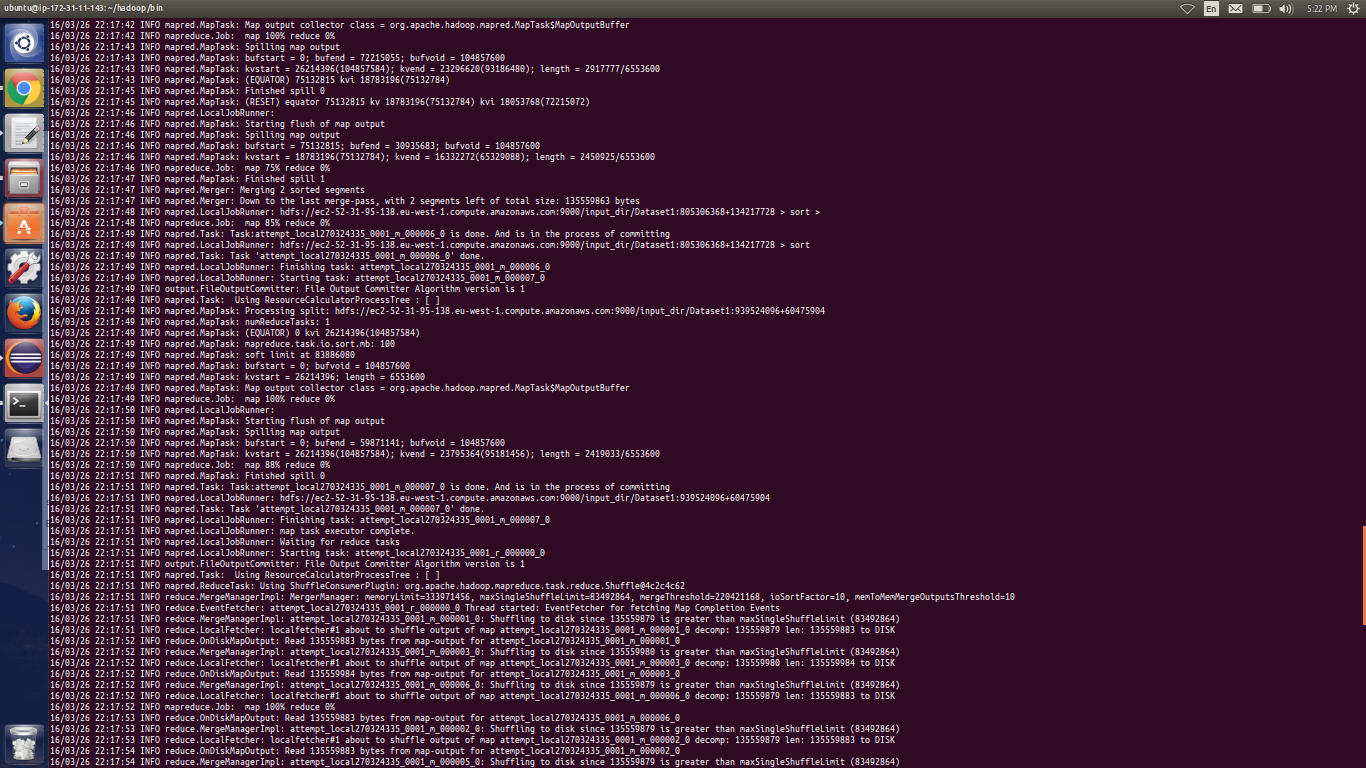 ubuntu@ip-172-31-11-143: ~/hadoop/bin
En
5:22 PM
16/03/26 22:17:42 INFO mapred.MapTask: Map output collector class = org.apache.hadoop.mapred.MapTask$MapOutputBuffer
16/03/26 22:17:42 INFO mapreduce.Job:  map 100% reduce 0%
16/03/26 22:17:43 INFO mapred.MapTask: Spilling map output
16/03/26 22:17:43 INFO mapred.MapTask: bufstart = 0; bufend = 72215055; bufvoid = 104857600
16/03/26 22:17:43 INFO mapred.MapTask: kvstart = 26214396(104857584); kvend = 23296620(93186480); length = 2917777/6553600
16/03/26 22:17:43 INFO mapred.MapTask: (EQUATOR) 75132815 kvi 18783196(75132784)
16/03/26 22:17:45 INFO mapred.MapTask: Finished spill 0
16/03/26 22:17:45 INFO mapred.MapTask: (RESET) equator 75132815 kv 18783196(75132784) kvi 18053768(72215072)
16/03/26 22:17:46 INFO mapred.LocalJobRunner:
16/03/26 22:17:46 INFO mapred.MapTask: Starting flush of map output
16/03/26 22:17:46 INFO mapred.MapTask: Spilling map output
16/03/26 22:17:46 INFO mapred.MapTask: bufstart = 75132815; bufend = 30935683; bufvoid = 104857600
16/03/26 22:17:46 INFO mapred.MapTask: kvstart = 18783196(75132784); kvend = 16332272(65329088); length = 2450925/6553600
16/03/26 22:17:46 INFO mapreduce.Job:  map 75% reduce 0%
16/03/26 22:17:47 INFO mapred.MapTask: Finished spill 1
16/03/26 22:17:47 INFO mapred.Merger: Merging 2 sorted segments
16/03/26 22:17:47 INFO mapred.Merger: Down to the last merge-pass, with 2 segments left of total size: 135559863 bytes
16/03/26 22:17:48 INFO mapred.LocalJobRunner: hdfs://ec2-52-31-95-138.eu-west-1.compute.amazonaws.com:9000/input_dir/Dataset1:805306368+134217728 > sort >
16/03/26 22:17:48 INFO mapreduce.Job:  map 85% reduce 0%
16/03/26 22:17:49 INFO mapred.Task: Task:attempt_local270324335_0001_m_000006_0 is done. And is in the process of committing
16/03/26 22:17:49 INFO mapred.LocalJobRunner: hdfs://ec2-52-31-95-138.eu-west-1.compute.amazonaws.com:9000/input_dir/Dataset1:805306368+134217728 > sort
16/03/26 22:17:49 INFO mapred.Task: Task 'attempt_local270324335_0001_m_000006_0' done.
16/03/26 22:17:49 INFO mapred.LocalJobRunner: Finishing task: attempt_local270324335_0001_m_000006_0
16/03/26 22:17:49 INFO mapred.LocalJobRunner: Starting task: attempt_local270324335_0001_m_000007_0
16/03/26 22:17:49 INFO output.FileOutputCommitter: File Output Committer Algorithm version is 1
16/03/26 22:17:49 INFO mapred.Task:  Using ResourceCalculatorProcessTree : [ ]
16/03/26 22:17:49 INFO mapred.MapTask: Processing split: hdfs://ec2-52-31-95-138.eu-west-1.compute.amazonaws.com:9000/input_dir/Dataset1:939524096+60475904
16/03/26 22:17:49 INFO mapred.MapTask: numReduceTasks: 1
16/03/26 22:17:49 INFO mapred.MapTask: (EQUATOR) 0 kvi 26214396(104857584)
16/03/26 22:17:49 INFO mapred.MapTask: mapreduce.task.io.sort.mb: 100
16/03/26 22:17:49 INFO mapred.MapTask: soft limit at 83886080
16/03/26 22:17:49 INFO mapred.MapTask: bufstart = 0; bufvoid = 104857600
16/03/26 22:17:49 INFO mapred.MapTask: kvstart = 26214396; length = 6553600
16/03/26 22:17:49 INFO mapred.MapTask: Map output collector class = org.apache.hadoop.mapred.MapTask$MapOutputBuffer
16/03/26 22:17:49 INFO mapreduce.Job:  map 100% reduce 0%
16/03/26 22:17:50 INFO mapred.LocalJobRunner:
16/03/26 22:17:50 INFO mapred.MapTask: Starting flush of map output
16/03/26 22:17:50 INFO mapred.MapTask: Spilling map output
16/03/26 22:17:50 INFO mapred.MapTask: bufstart = 0; bufend = 59871141; bufvoid = 104857600
16/03/26 22:17:50 INFO mapred.MapTask: kvstart = 26214396(104857584); kvend = 23795364(95181456); length = 2419033/6553600
16/03/26 22:17:50 INFO mapreduce.Job:  map 88% reduce 0%
16/03/26 22:17:51 INFO mapred.MapTask: Finished spill 0
16/03/26 22:17:51 INFO mapred.Task: Task:attempt_local270324335_0001_m_000007_0 is done. And is in the process of committing
16/03/26 22:17:51 INFO mapred.LocalJobRunner: hdfs://ec2-52-31-95-138.eu-west-1.compute.amazonaws.com:9000/input_dir/Dataset1:939524096+60475904 > sort
16/03/26 22:17:51 INFO mapred.Task: Task 'attempt_local270324335_0001_m_000007_0' done.
16/03/26 22:17:51 INFO mapred.LocalJobRunner: Finishing task: attempt_local270324335_0001_m_000007_0
16/03/26 22:17:51 INFO mapred.LocalJobRunner: map task executor complete.
16/03/26 22:17:51 INFO mapred.LocalJobRunner: Waiting for reduce tasks
16/03/26 22:17:51 INFO mapred.LocalJobRunner: Starting task: attempt_local270324335_0001_r_000000_0
16/03/26 22:17:51 INFO output.FileOutputCommitter: File Output Committer Algorithm version is 1
16/03/26 22:17:51 INFO mapred.Task:  Using ResourceCalculatorProcessTree : [ ]
16/03/26 22:17:51 INFO mapred.ReduceTask: Using ShuffleConsumerPlugin: org.apache.hadoop.mapreduce.task.reduce.Shuffle@4c2c4c62
16/03/26 22:17:51 INFO reduce.MergeManagerImpl: MergerManager: memoryLimit=333971456, maxSingleShuffleLimit=83492864, mergeThreshold=220421168, ioSortFactor=10, memToMemMergeOutputsThreshold=10
16/03/26 22:17:51 INFO reduce.EventFetcher: attempt_local270324335_0001_r_000000_0 Thread started: EventFetcher for fetching Map Completion Events
16/03/26 22:17:51 INFO reduce.MergeManagerImpl: attempt_local270324335_0001_m_000001_0: Shuffling to disk since 135559879 is greater than maxSingleShuffleLimit (83492864)
16/03/26 22:17:51 INFO reduce.LocalFetcher: localfetcher#1 about to shuffle output of map attempt_local270324335_0001_m_000001_0 decomp: 135559879 len: 135559883 to DISK
16/03/26 22:17:51 INFO reduce.OnDiskMapOutput: Read 135559883 bytes from map-output for attempt_local270324335_0001_m_000001_0
16/03/26 22:17:52 INFO reduce.MergeManagerImpl: attempt_local270324335_0001_m_000003_0: Shuffling to disk since 135559980 is greater than maxSingleShuffleLimit (83492864)
16/03/26 22:17:52 INFO reduce.LocalFetcher: localfetcher#1 about to shuffle output of map attempt_local270324335_0001_m_000003_0 decomp: 135559980 len: 135559984 to DISK
16/03/26 22:17:52 INFO reduce.OnDiskMapOutput: Read 135559984 bytes from map-output for attempt_local270324335_0001_m_000003_0
16/03/26 22:17:52 INFO reduce.MergeManagerImpl: attempt_local270324335_0001_m_000006_0: Shuffling to disk since 135559879 is greater than maxSingleShuffleLimit (83492864)
16/03/26 22:17:52 INFO reduce.LocalFetcher: localfetcher#1 about to shuffle output of map attempt_local270324335_0001_m_000006_0 decomp: 135559879 len: 135559883 to DISK
16/03/26 22:17:52 INFO mapreduce.Job:  map 100% reduce 0%
16/03/26 22:17:53 INFO reduce.OnDiskMapOutput: Read 135559883 bytes from map-output for attempt_local270324335_0001_m_000006_0
16/03/26 22:17:53 INFO reduce.MergeManagerImpl: attempt_local270324335_0001_m_000002_0: Shuffling to disk since 135559879 is greater than maxSingleShuffleLimit (83492864)
16/03/26 22:17:53 INFO reduce.LocalFetcher: localfetcher#1 about to shuffle output of map attempt_local270324335_0001_m_000002_0 decomp: 135559879 len: 135559883 to DISK
16/03/26 22:17:54 INFO reduce.OnDiskMapOutput: Read 135559883 bytes from map-output for attempt_local270324335_0001_m_000002_0
16/03/26 22:17:54 INFO reduce.MergeManagerImpl: attempt_local270324335_0001_m_000005_0: Shuffling to disk since 135559879 is greater than maxSingleShuffleLimit (83492864)